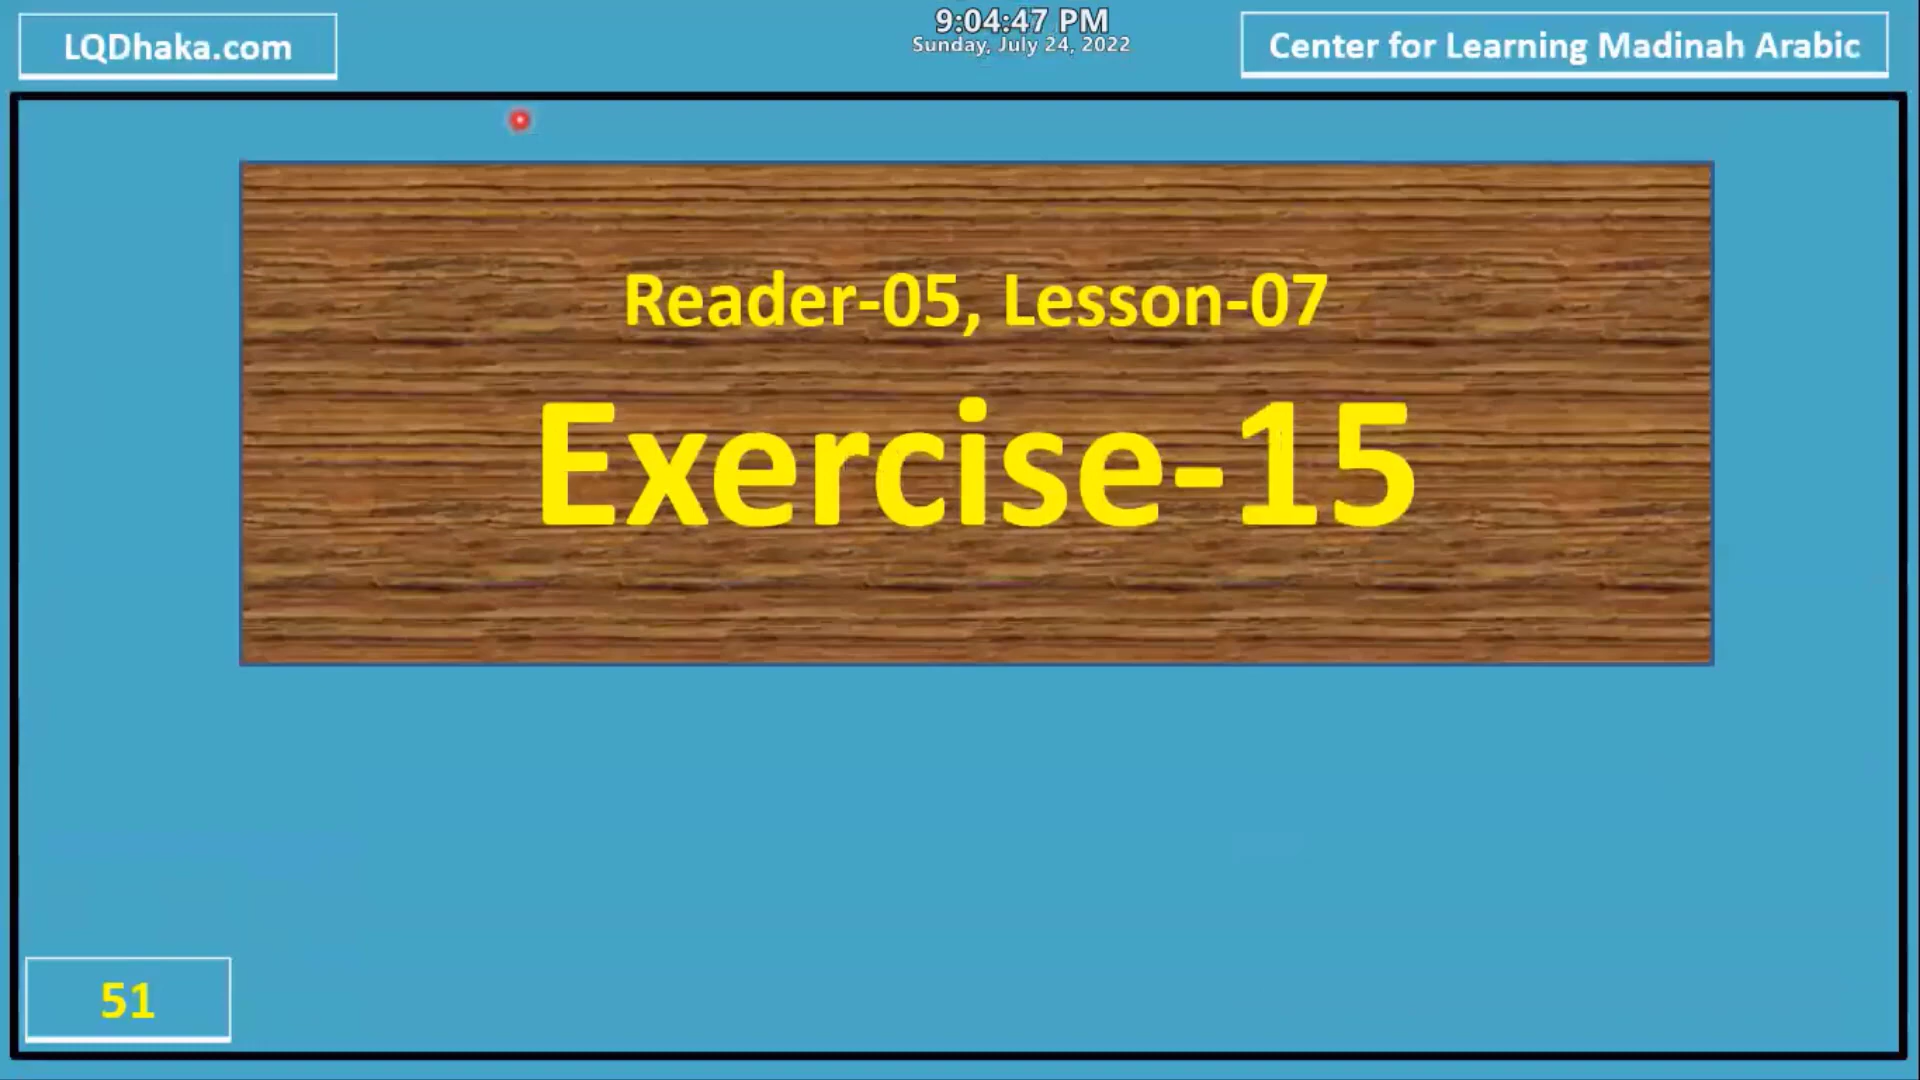 LQDhaka.com
9:04:47 PM
Sunday, July 24, 2022
Center for Learning Madinah Arabic
Reader-05, Lesson-07
Exercise-15
51